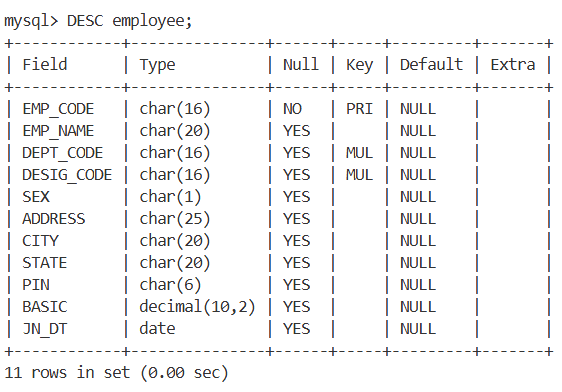 mysql> DESC employee;
+------------+---------------+------+-----+---------+-------+
| Field      | Type          | Null | Key | Default | Extra |
+------------+---------------+------+-----+---------+-------+
| EMP_CODE   | char(16)      | NO   | PRI | NULL    |       |
| EMP_NAME   | char(20)      | YES  |     | NULL    |       |
| DEPT_CODE  | char(16)      | YES  | MUL | NULL    |       |
| DESIG_CODE | char(16)      | YES  | MUL | NULL    |       |
| SEX        | char(1)       | YES  |     | NULL    |       |
| ADDRESS    | char(25)      | YES  |     | NULL    |       |
| CITY       | char(20)      | YES  |     | NULL    |       |
| STATE      | char(20)      | YES  |     | NULL    |       |
| PIN        | char(6)       | YES  |     | NULL    |       |
| BASIC      | decimal(10,2) | YES  |     | NULL    |       |
| JN_DT      | date          | YES  |     | NULL    |       |
+------------+---------------+------+-----+---------+-------+
11 rows in set (0.00 sec)